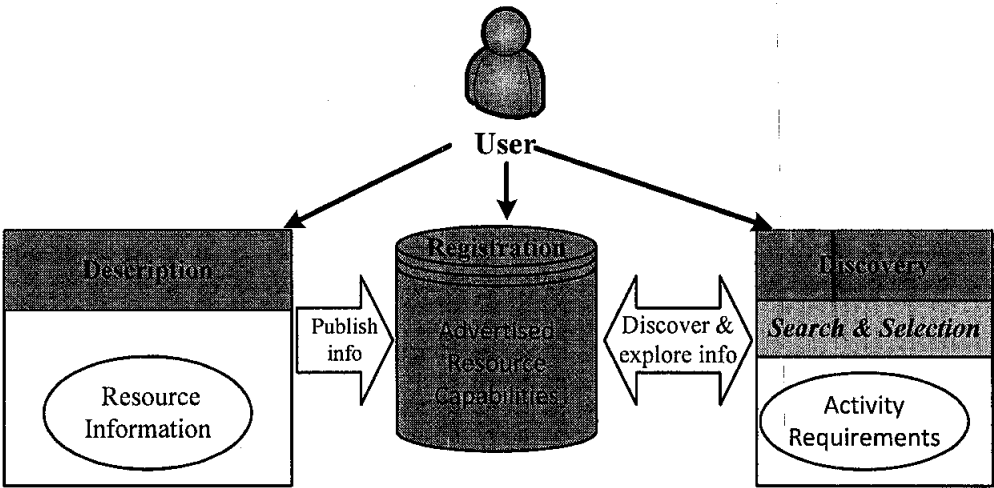 User
Description
Resource
Information
Publish
info
Registration
Advertised
Resource
Capabilities
Discover &
explore info
Discovery
Search & Selection
Activity
Requirements